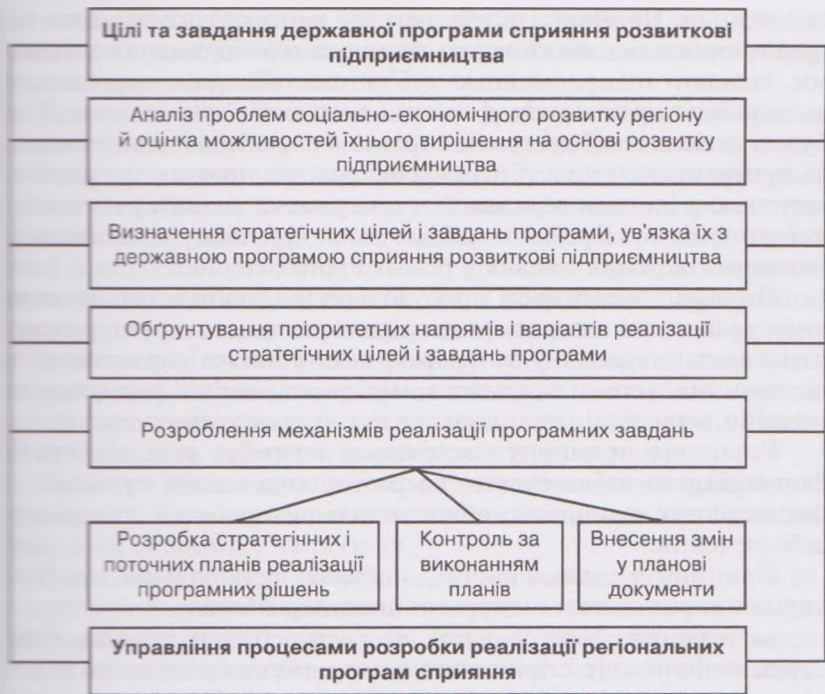 Цілі та завдання державної програми сприяння розвиткові
підприємництва
Аналіз проблем соціально-економічного розвитку регіону
й оцінка можливостей їхнього вирішення на основі розвитку
підприємництва
Визначення стратегічних цілей і завдань програми, ув'язка їх з
державною програмою сприяння розвиткові підприємництва
Обґрунтування пріоритетних напрямів і варіантів реалізації
стратегічних цілей і завдань програми
Розроблення механізмів реалізації програмних завдань
Розробка стратегічних і
поточних планів реалізації
програмних рішень
Контроль за
виконанням
планів
Внесення змін
у планові
документи
Управління процесами розробки реалізації регіональних
програм сприяння